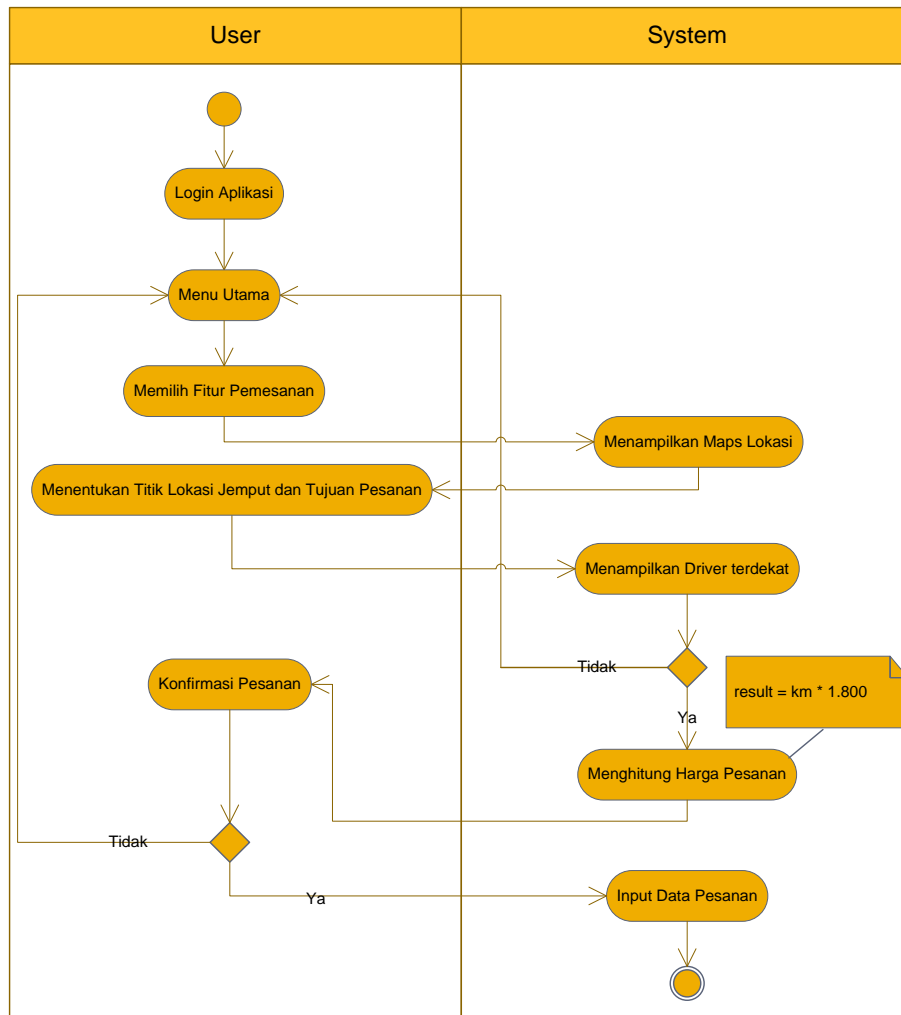 User
System
Login Aplikasi
Menu Utama
Memilih Fitur Pemesanan
Menampilkan Maps Lokasi
Menentukan Titik Lokasi Jemput dan Tujuan Pesanan
Menampilkan Driver terdekat
Tidak
Konfirmasi Pesanan
result = km * 1.800
Ya
Menghitung Harga Pesanan
Tidak
Ya
Input Data Pesanan